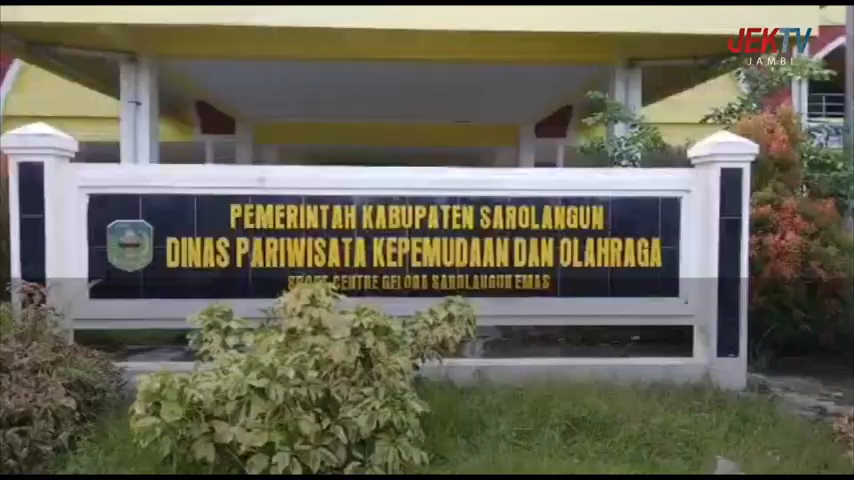 JEKTV
JAMBI
PEMERINTAH KABUPATEN SAROLANGUN
DINAS PARIWISATA KEPEMUDAAN DAN OLAHRAGA
SPORT CENTRE GELORA SAROLANGUN EMAS